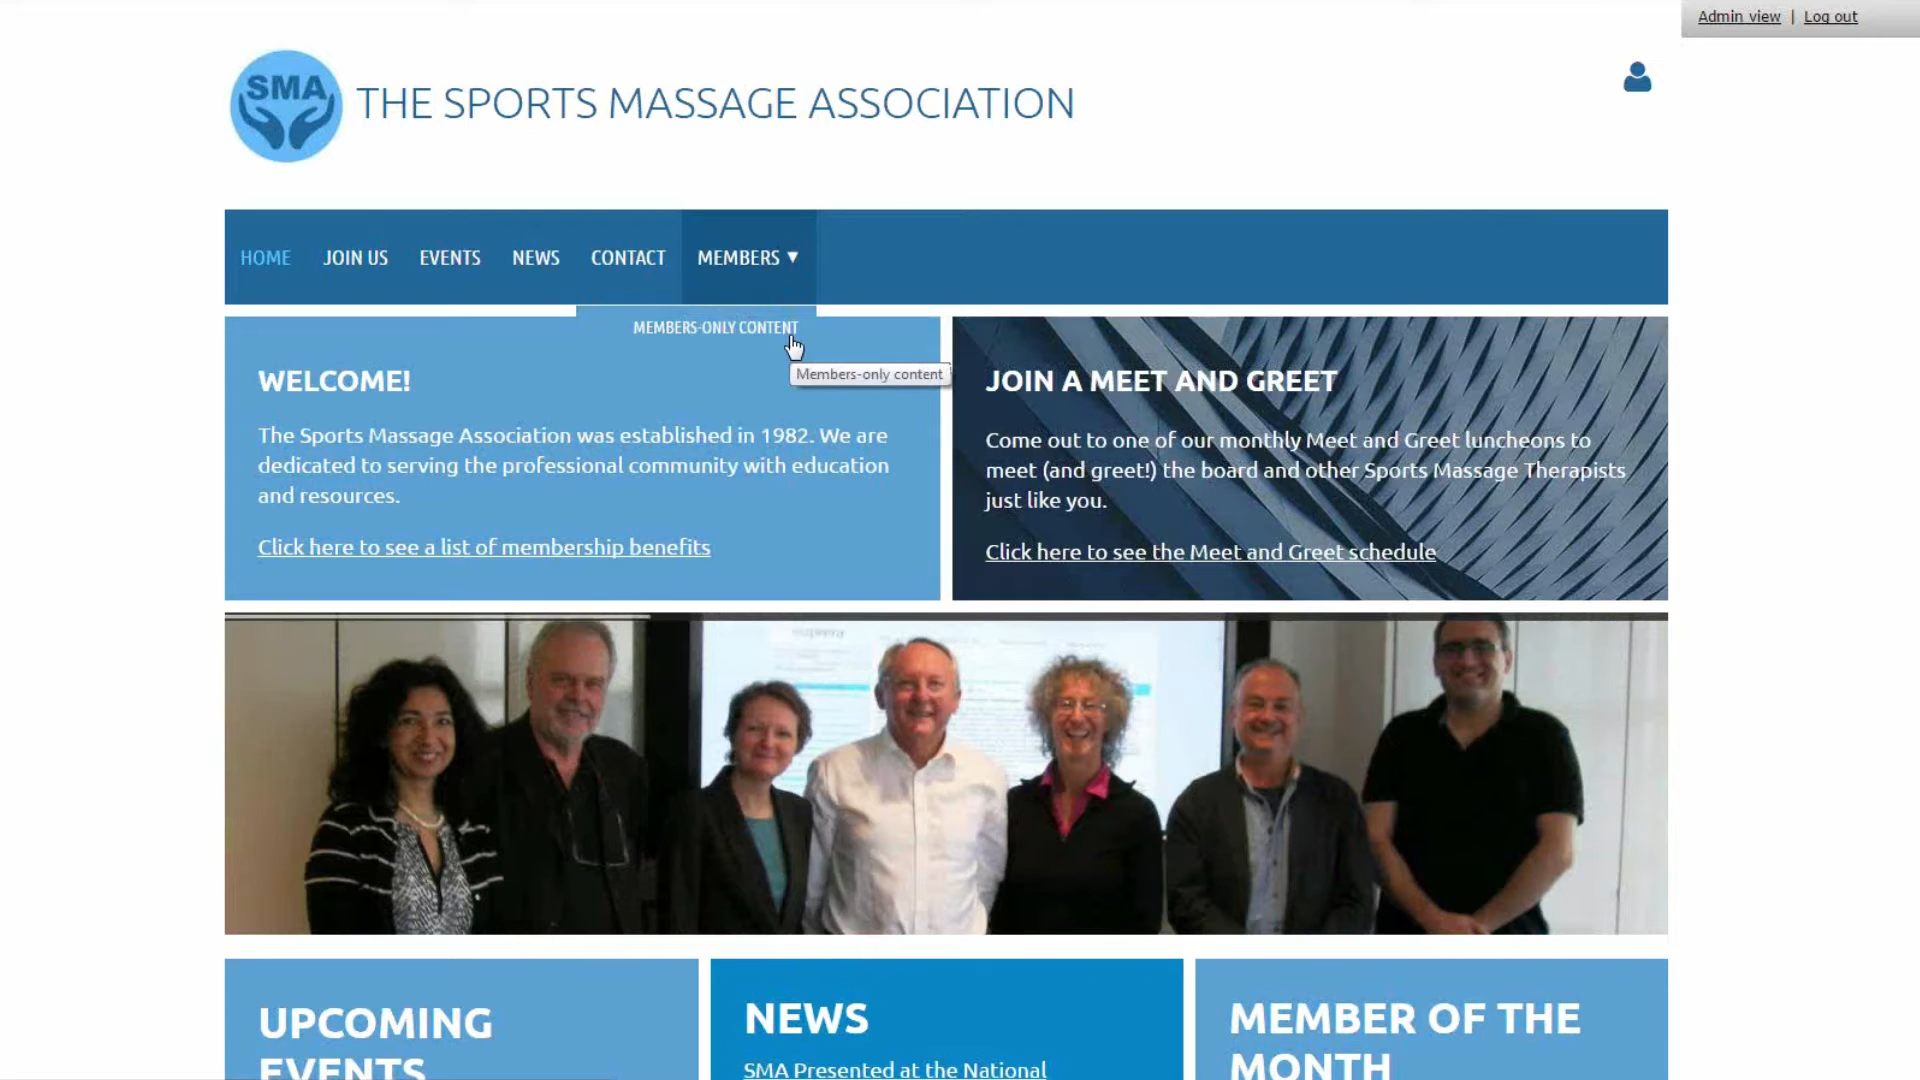 Admin view | Log out
SMA
THE SPORTS MASSAGE ASSOCIATION
HOME JOIN US EVENTS NEWS CONTACT MEMBERS ▼
MEMBERS-ONLY CONTENT
Members-only content
WELCOME!
The Sports Massage Association was established in 1982. We are
dedicated to serving the professional community with education
and resources.
Click here to see a list of membership benefits
JOIN A MEET AND GREET
Come out to one of our monthly Meet and Greet luncheons to
meet (and greet!) the board and other Sports Massage Therapists
just like you.
Click here to see the Meet and Greet schedule
UPCOMING
EVENTS
NEWS
SMA Presented at the National
MEMBER OF THE
MONTH